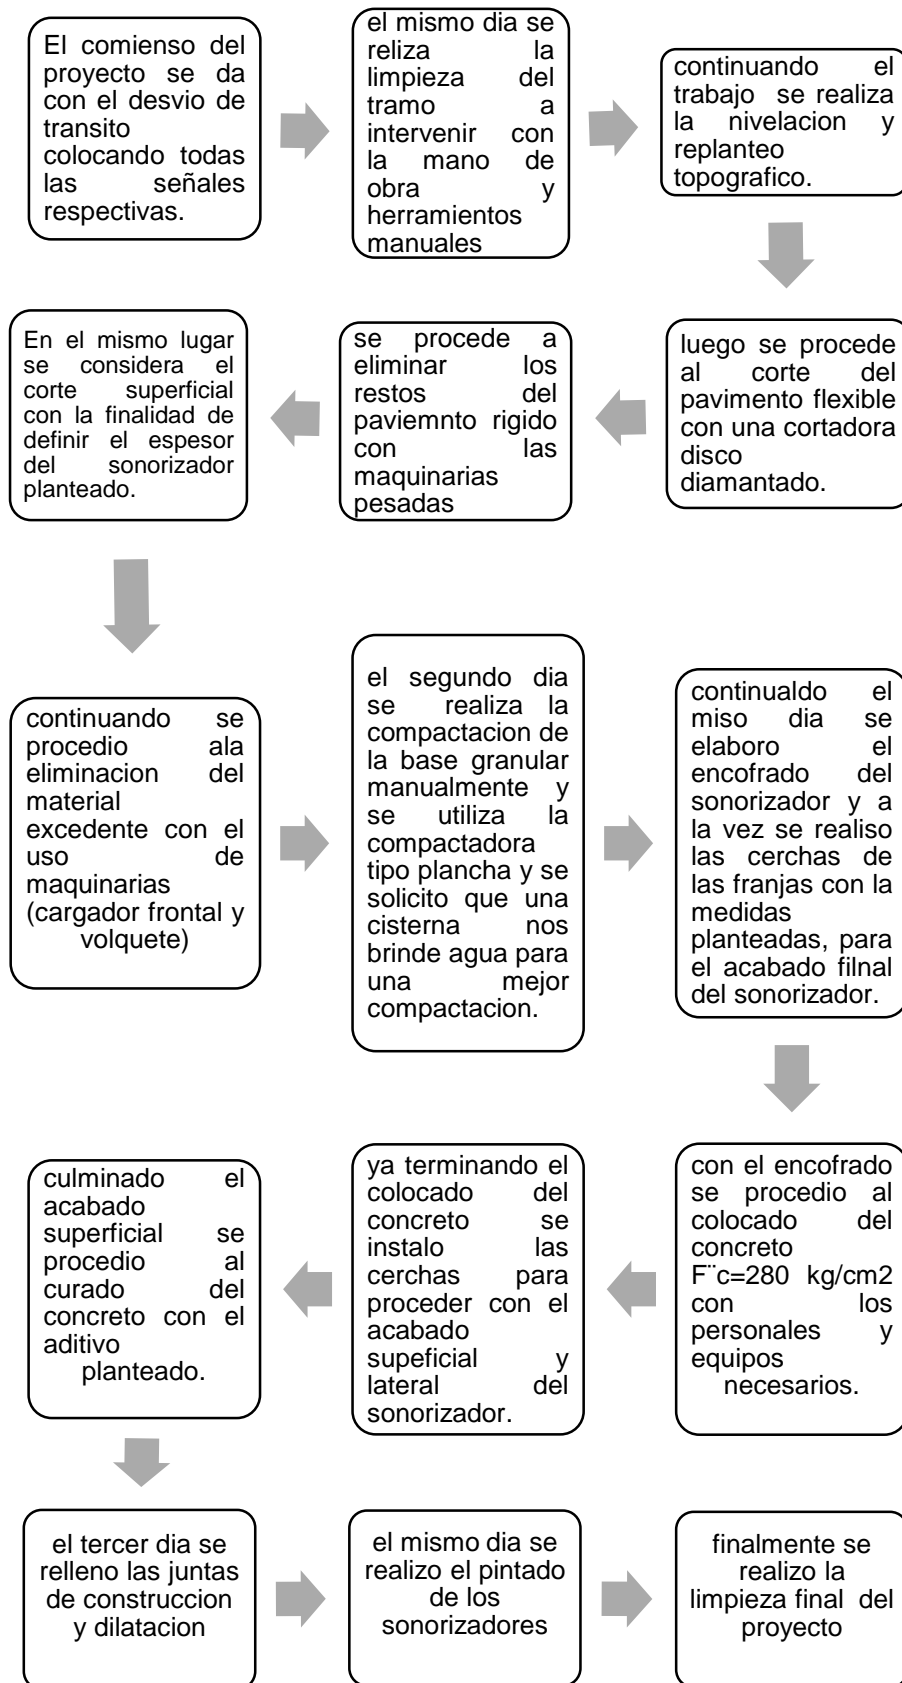 El comienso del
proyecto se da
con el desvio de
transito
colocando todas
las señales
respectivas.
el mismo dia se
reliza la
limpieza del
tramo a
intervenir con
la mano de
obra y
herramientos
manuales
continuando el
trabajo se realiza
la nivelacion y
replanteo
topografico.
luego se procede
al corte del
pavimento flexible
con una cortadora
disco
diamantado.
se procede a
eliminar los
restos del
paviemnto rigido
con las
maquinarias
pesadas
En el mismo lugar
se considera el
corte superficial
con la finalidad de
definir el espesor
del sonorizador
planteado.
continuando se
procedio ala
eliminacion del
material
excedente con el
uso de
maquinarias
(cargador frontal y
volquete)
el segundo dia
se realiza la
compactacion de
la base granular
manualmente y
se utiliza la
compactadora
tipo plancha y se
solicito que una
cisterna nos
brinde agua para
una mejor
compactacion.
continualdo el
miso dia se
elaboro el
encofrado del
sonorizador y a
la vez se realiso
las cerchas de
las franjas con la
medidas
planteadas, para
el acabado filnal
del sonorizador.
con el encofrado
se procedio al
colocado del
concreto
F¨c=280 kg/cm2
con los
personales y
equipos
necesarios.
ya terminando el
colocado del
concreto se
instalo las
cerchas para
proceder con el
acabado
supeficial y
lateral del
sonorizador.
culminado el
acabado
superficial se
procedio al
curado del
concreto con el
aditivo
planteado.
el tercer dia se
relleno las juntas
de construccion
y dilatacion
el mismo dia se
realizo el pintado
de los
sonorizadores
finalmente se
realizo la
limpieza final del
proyecto